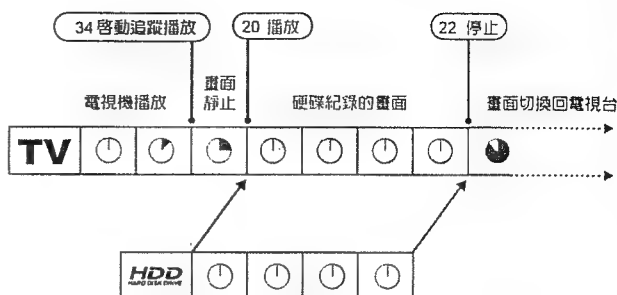 34 啓動追蹤播放
20 播放
22 停止
電視機播放
畫面
靜止
硬碟紀錄的畫面
畫面切換回電視台
TV
HDD
HARD DISK DRIVE